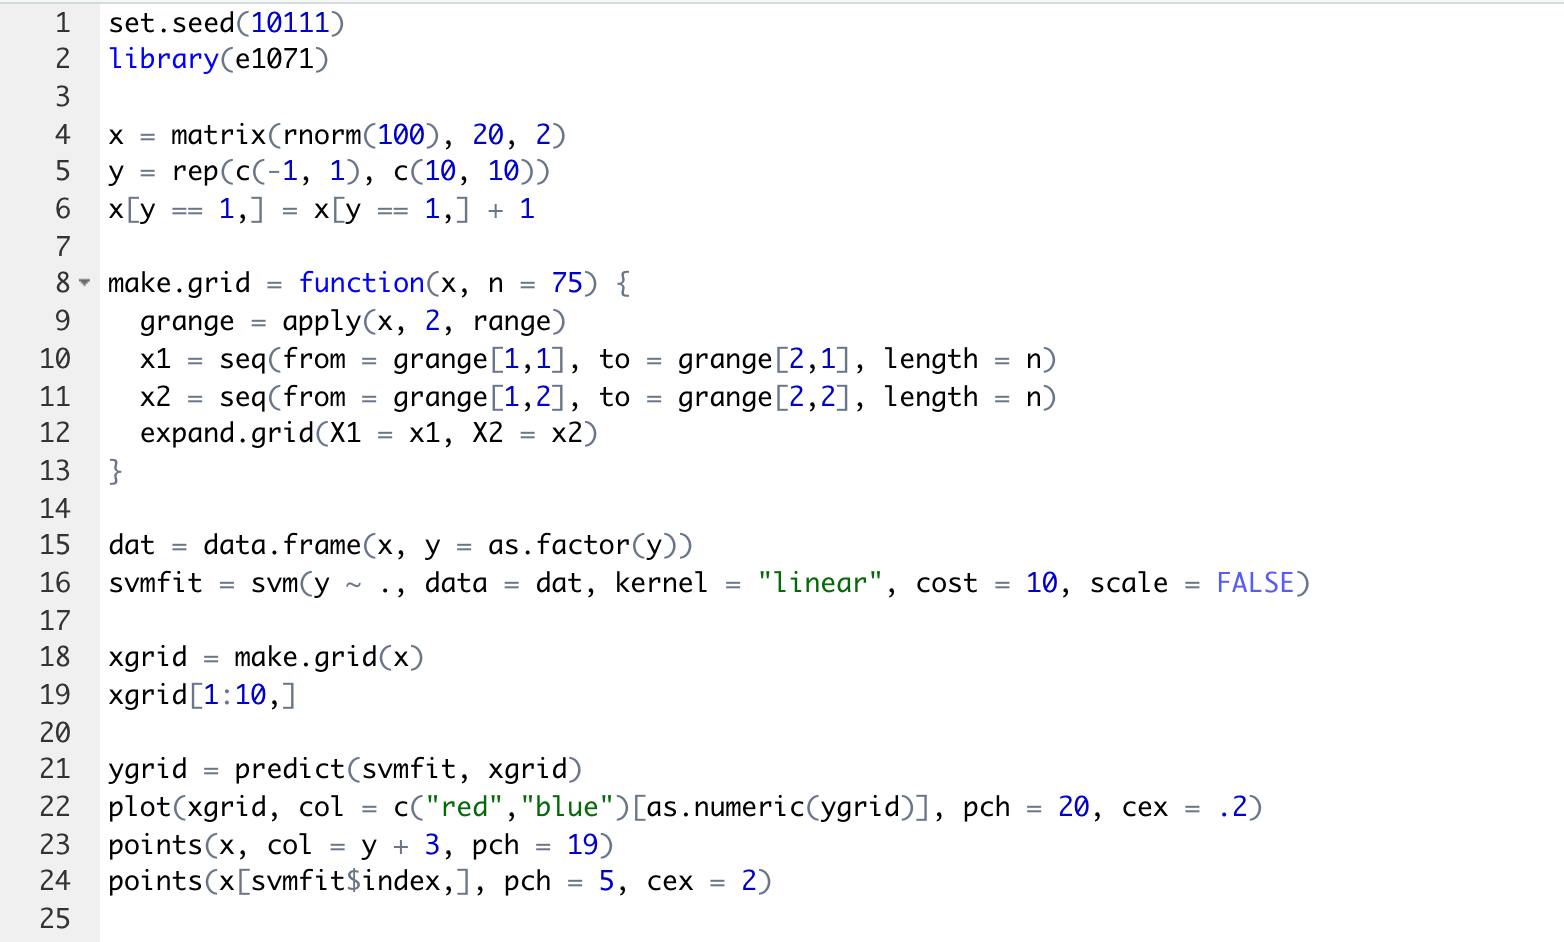 1 set.seed(10111)
2 library(e1071)
3
4 x = matrix(rnorm(100), 20, 2)
5 y = rep(c(-1, 1), c(10, 10))
6 x[y == 1,] = x[y == 1,] + 1
7
8 make.grid = function(x, n = 75) {
9   grange = apply(x, 2, range)
10   x1 = seq(from = grange[1,1], to = grange[2,1], length = n)
11   x2 = seq(from = grange[1,2], to = grange[2,2], length = n)
12   expand.grid(X1 = x1, X2 = x2)
13 }
14
15 dat = data.frame(x, y = as.factor(y))
16 svmfit = svm(y ~ ., data = dat, kernel = "linear", cost = 10, scale = FALSE)
17
18 xgrid = make.grid(x)
19 xgrid[1:10,]
20
21 ygrid = predict(svmfit, xgrid)
22 plot(xgrid, col = c("red","blue")[as.numeric(ygrid)], pch = 20, cex = .2)
23 points(x, col = y + 3, pch = 19)
24 points(x[svmfit$index,], pch = 5, cex = 2)
25